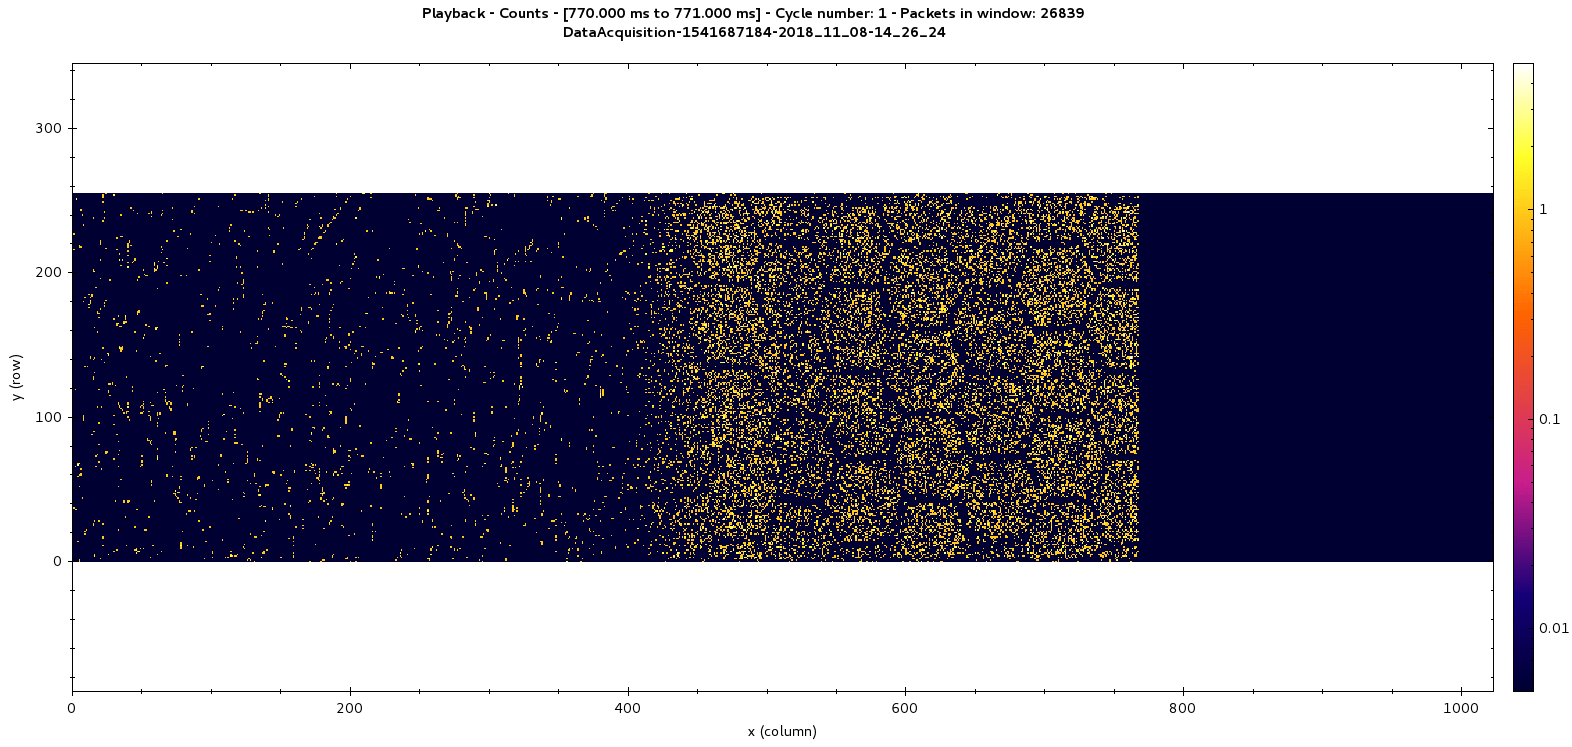 Playback - Counts - [770.000 ms to 771.000 ms] - Cycle number: 1 - Packets in window: 26839
DataAcquisition-1541687184-2018_11_08-14_26_24
300
200
100
0
y (row)
0 200 400 600 800 1000
x (column)
1
0.1
0.01